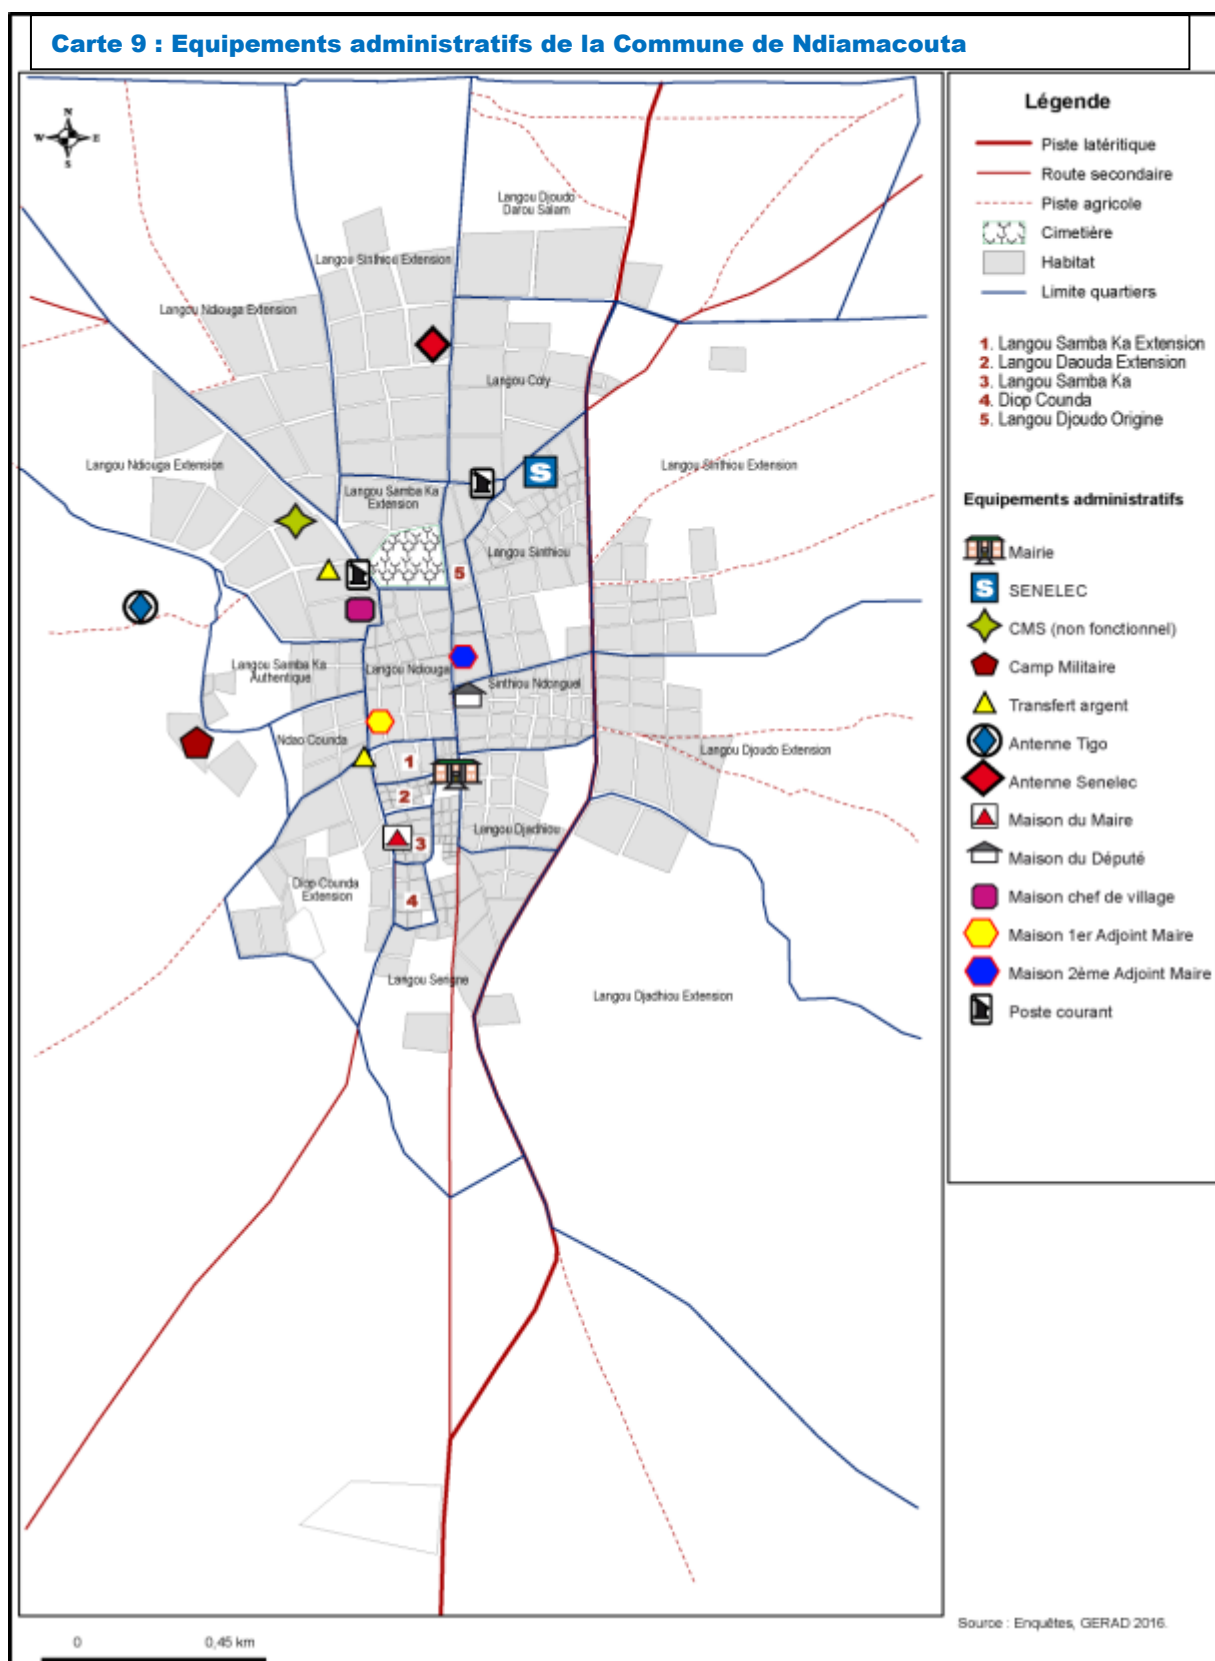 Carte 9 : Equipements administratifs de la Commune de Ndiamacouta
N
W E
S
Langou Djoudo
Darou Salam
Langou Sinthiou Extension
Langou Ndiouga Extension
Langou Coly
Langou Ndiouga Extension
Langou Sinthiou Extension
Langou Samba Ka
Extension
S
Langou Sinthiou
5
Langou Samba Ka
Authentique
Langou Ndiouga
Sinthiou Ndonguel
Ndao Counda
Langou Djoudo Extension
1
2
Langou Djadhiou
3
Diop Counda
Extension
4
Langou Serigne
Langou Djadhiou Extension
0 0,45 km
Légende
Piste latéritique
Route secondaire
Piste agricole
Cimetière
Habitat
Limite quartiers
1. Langou Samba Ka Extension
2. Langou Daouda Extension
3. Langou Samba Ka
4. Diop Counda
5. Langou Djoudo Origine
Equipements administratifs
Mairie
S SENELEC
CMS (non fonctionnel)
Camp Militaire
Transfert argent
Antenne Tigo
Antenne Senelec
Maison du Maire
Maison du Député
Maison chef de village
Maison 1er Adjoint Maire
Maison 2ème Adjoint Maire
Poste courant
Source : Enquêtes, GERAD 2016.